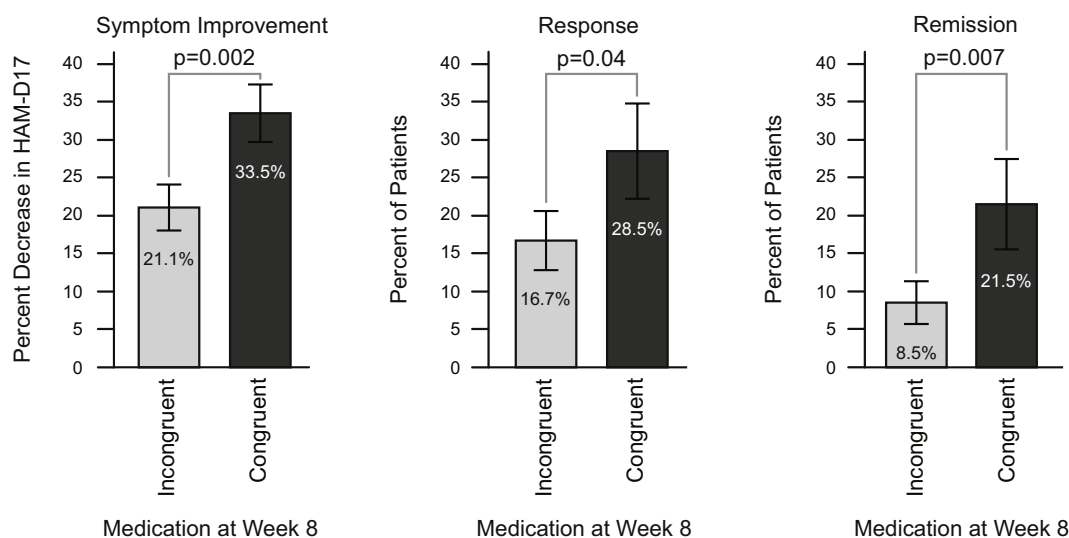 Symptom Improvement
p=0.002
Percent Decrease in HAM-D17
40
35
30
25
20
15
10
5
0
21.1%
33.5%
Incongruent
Congruent
Medication at Week 8
Response
p=0.04
Percent of Patients
40
35
30
25
20
15
10
5
0
16.7%
28.5%
Incongruent
Congruent
Medication at Week 8
Remission
p=0.007
Percent of Patients
40
35
30
25
20
15
10
5
0
8.5%
21.5%
Incongruent
Congruent
Medication at Week 8